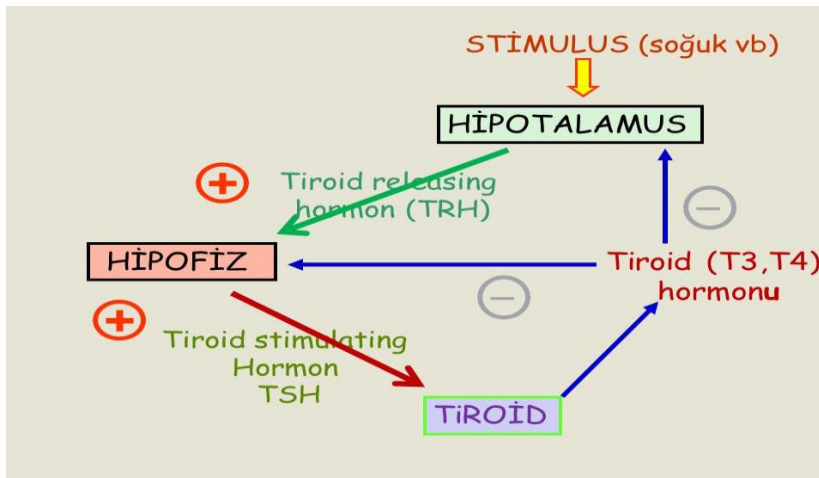 STİMULUS (soğuk vb)
HİPOTALAMUS
+
Tiroid releasing
hormon (TRH)
−
HİPOFİZ
Tiroid (T3,T4)
hormonu
−
+
Tiroid stimulating
Hormon
TSH
TiROİD